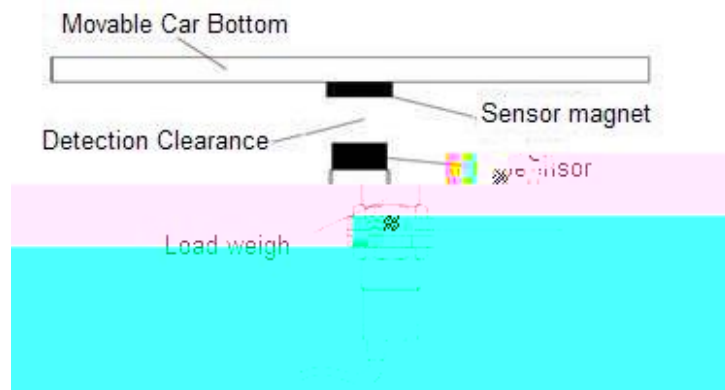 Movable Car Bottom
Sensor magnet
Detection Clearance
Load weigh